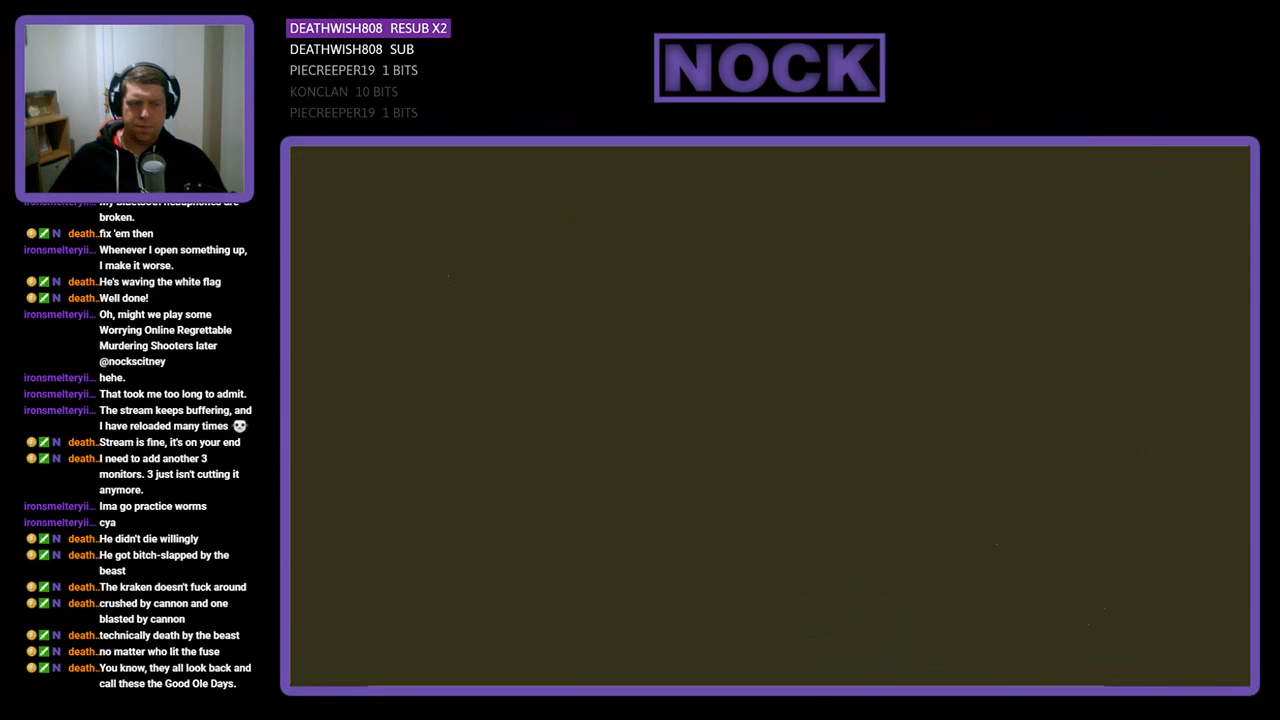 DEATHWISH808 RESUB X2
DEATHWISH808 SUB
PIECREEPER19 1 BITS
KONCLAN 10 BITS
PIECREEPER19 1 BITS
NOCK
ironsmelteryii... My bluetooth headphones are
broken.
N death.. fix 'em then
ironsmelteryii... Whenever I open something up,
I make it worse.
N death.. He's waving the white flag
N death.. Well done!
ironsmelteryii... Oh, might we play some
Worrying Online Regrettable
Murdering Shooters later
@nockscitney
ironsmelteryii... hehe.
ironsmelteryii... That took me too long to admit.
ironsmelteryii... The stream keeps buffering, and
I have reloaded many times
N death.. Stream is fine, it's on your end
N death.. I need to add another 3
monitors. 3 just isn't cutting it
anymore.
ironsmelteryii... Ima go practice worms
ironsmelteryii... cya
N death.. He didn't die willingly
N death.. He got bitch-slapped by the
beast
N death.. The kraken doesn't fuck around
N death.. crushed by cannon and one
blasted by cannon
N death.. technically death by the beast
N death.. no matter who lit the fuse
N death.. You know, they all look back and
call these the Good Ole Days.